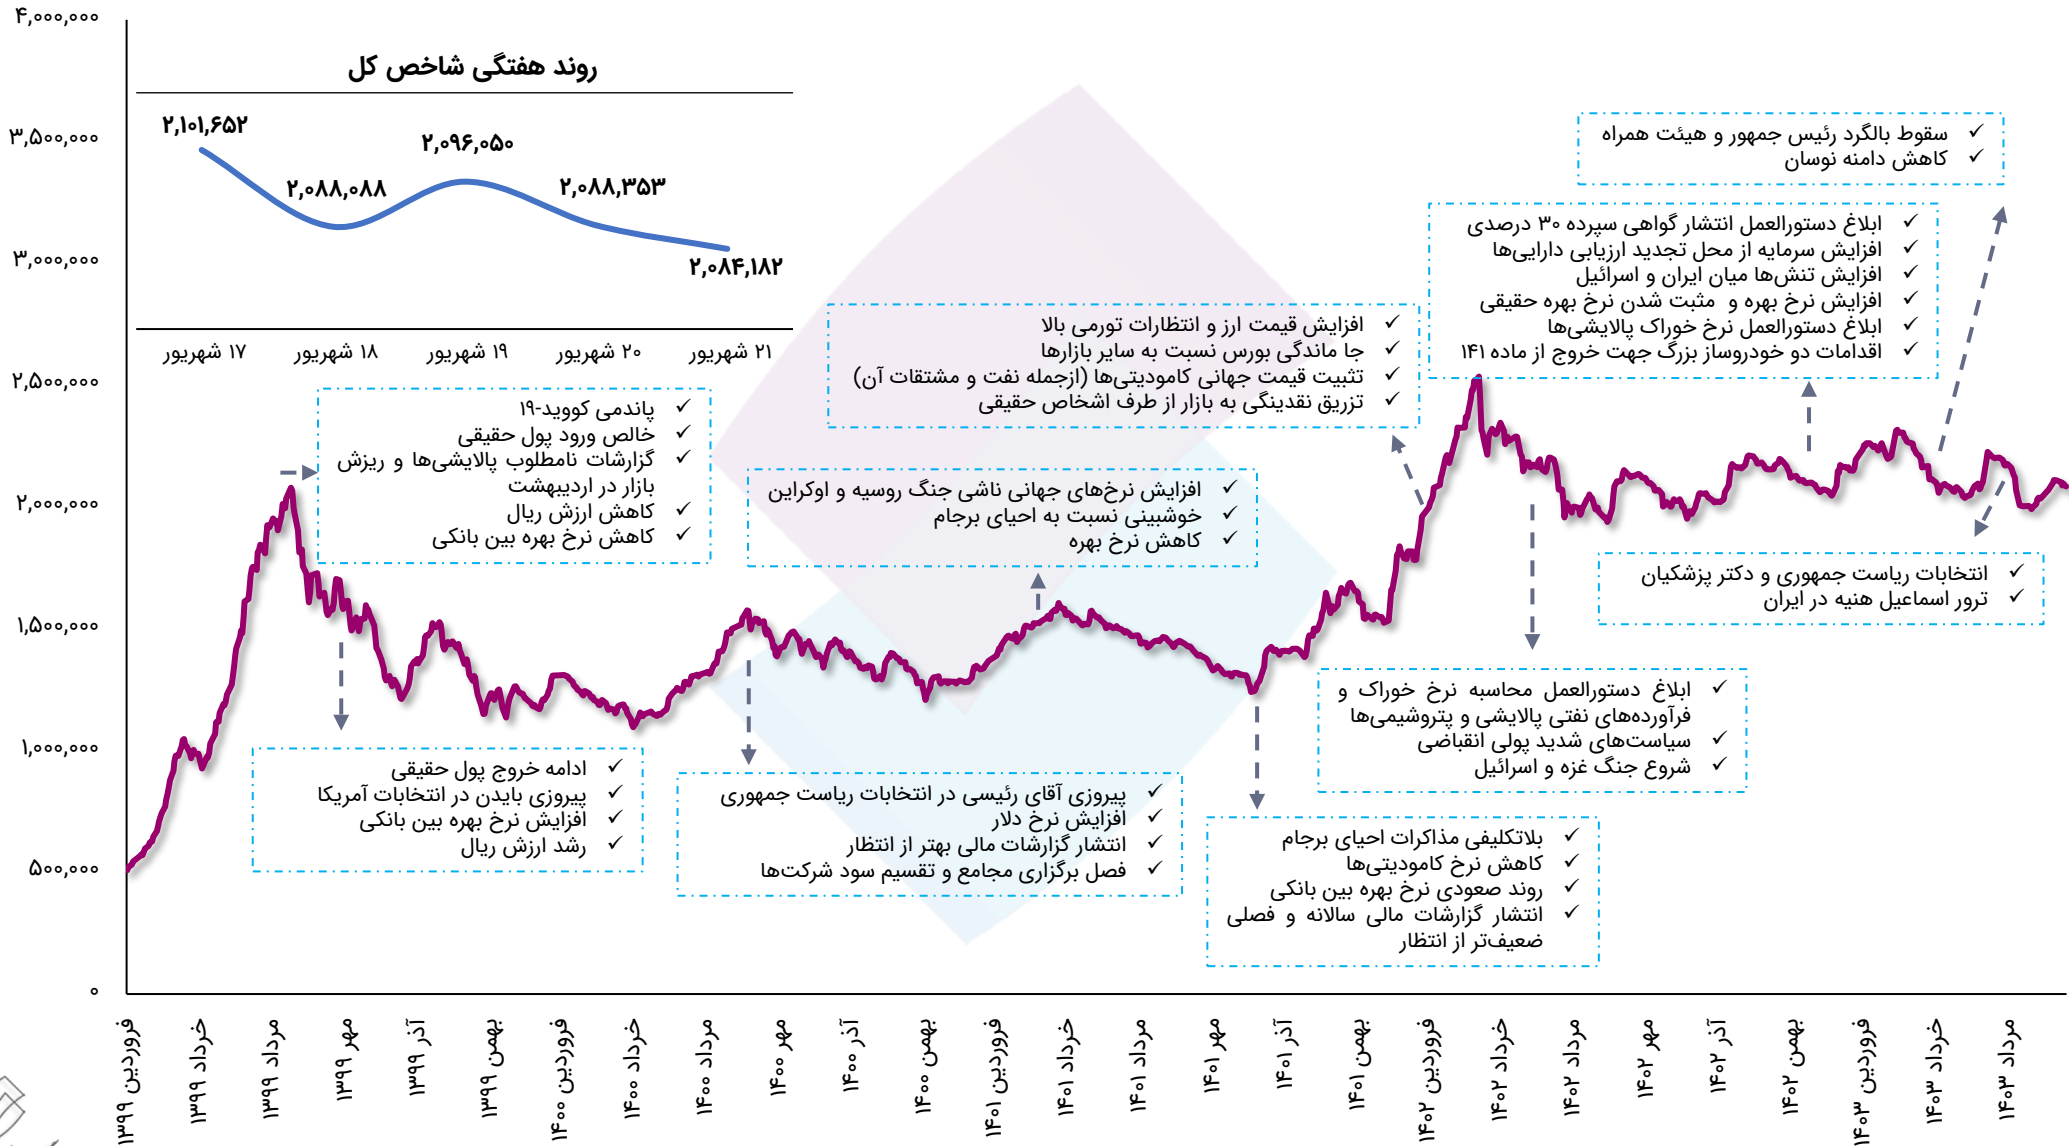 روند هفتگی شاخص کل
۲,۱۰۱,۶۵۲
۲,۰۸۸,۰۸۸
۲,۰۹۶,۰۵۰
۲,۰۸۸,۳۵۳
۲,۰۸۴,۱۸۲
۱۷ شهریور
۱۸ شهریور
۱۹ شهریور
۲۰ شهریور
۲۱ شهریور
۴,۰۰۰,۰۰۰
۳,۵۰۰,۰۰۰
۳,۰۰۰,۰۰۰
۲,۵۰۰,۰۰۰
۲,۰۰۰,۰۰۰
۱,۵۰۰,۰۰۰
۱,۰۰۰,۰۰۰
۵۰۰,۰۰۰
۰
✓ پاندمی کووید-۱۹
✓ خالص ورود پول حقیقی
✓ گزارشات نامطلوب پالایشی‌ها و ریزش
بازار در اردیبهشت
✓ کاهش ارزش ریال
✓ کاهش نرخ بهره بین بانکی
✓ ادامه خروج پول حقیقی
✓ پیروزی بایدن در انتخابات آمریکا
✓ افزایش نرخ بهره بین بانکی
✓ رشد ارزش ریال
✓ پیروزی آقای رئیسی در انتخابات ریاست جمهوری
✓ افزایش نرخ دلار
✓ انتشار گزارشات مالی بهتر از انتظار
✓ فصل برگزاری مجامع و تقسیم سود شرکت‌ها
✓ افزایش نرخ‌های جهانی ناشی جنگ روسیه و اوکراین
✓ خوشبینی نسبت به احیای برجام
✓ کاهش نرخ بهره
✓ بلاتکلیفی مذاکرات احیای برجام
✓ کاهش نرخ کامودیتی‌ها
✓ روند صعودی نرخ بهره بین بانکی
✓ انتشار گزارشات مالی سالانه و فصلی
ضعیف‌تر از انتظار
✓ افزایش قیمت ارز و انتظارات تورمی بالا
✓ جا ماندگی بورس نسبت به سایر بازارها
✓ تثبیت قیمت جهانی کامودیتی‌ها (ازجمله نفت و مشتقات آن)
✓ تزریق نقدینگی به بازار از طرف اشخاص حقیقی
✓ ابلاغ دستورالعمل محاسبه نرخ خوراک و
فرآورده‌های نفتی پالایشی و پتروشیمی‌ها
✓ سیاست‌های شدید پولی انقباضی
✓ شروع جنگ غزه و اسرائیل
✓ ابلاغ دستورالعمل انتشار گواهی سپرده ۳۰ درصدی
✓ افزایش سرمایه از محل تجدید ارزیابی دارایی‌ها
✓ افزایش تنش‌ها میان ایران و اسرائیل
✓ افزایش نرخ بهره و مثبت شدن نرخ بهره حقیقی
✓ ابلاغ دستورالعمل نرخ خوراک پالایشی‌ها
✓ اقدامات دو خودروساز بزرگ جهت خروج از ماده ۱۴۱
✓ سقوط بالگرد رئیس جمهور و هیئت همراه
✓ کاهش دامنه نوسان
✓ انتخابات ریاست جمهوری و دکتر پزشکیان
✓ ترور اسماعیل هنیه در ایران
فروردین ۱۳۹۹
خرداد ۱۳۹۹
مرداد ۱۳۹۹
مهر ۱۳۹۹
آذر ۱۳۹۹
بهمن ۱۳۹۹
فروردین ۱۴۰۰
خرداد ۱۴۰۰
مرداد ۱۴۰۰
مهر ۱۴۰۰
آذر ۱۴۰۰
بهمن ۱۴۰۰
فروردین ۱۴۰۱
خرداد ۱۴۰۱
مرداد ۱۴۰۱
مهر ۱۴۰۱
آذر ۱۴۰۱
بهمن ۱۴۰۱
فروردین ۱۴۰۲
خرداد ۱۴۰۲
مرداد ۱۴۰۲
مهر ۱۴۰۲
آذر ۱۴۰۲
بهمن ۱۴۰۲
فروردین ۱۴۰۳
خرداد ۱۴۰۳
مرداد ۱۴۰۳